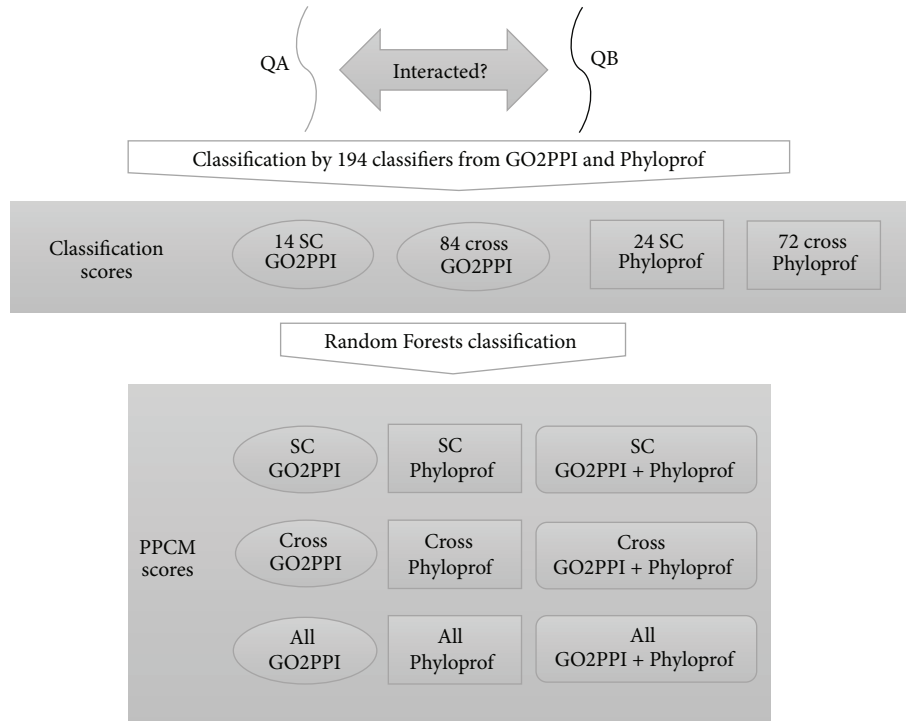 QA
Interacted?
QB
Classification by 194 classifiers from GO2PPI and Phyloprof
Classification
scores
14 SC
GO2PPI
84 cross
GO2PPI
24 SC
Phyloprof
72 cross
Phyloprof
Random Forests classification
PPCM
scores
SC
GO2PPI
SC
Phyloprof
SC
GO2PPI + Phyloprof
Cross
GO2PPI
Cross
Phyloprof
Cross
GO2PPI + Phyloprof
All
GO2PPI
All
Phyloprof
All
GO2PPI + Phyloprof